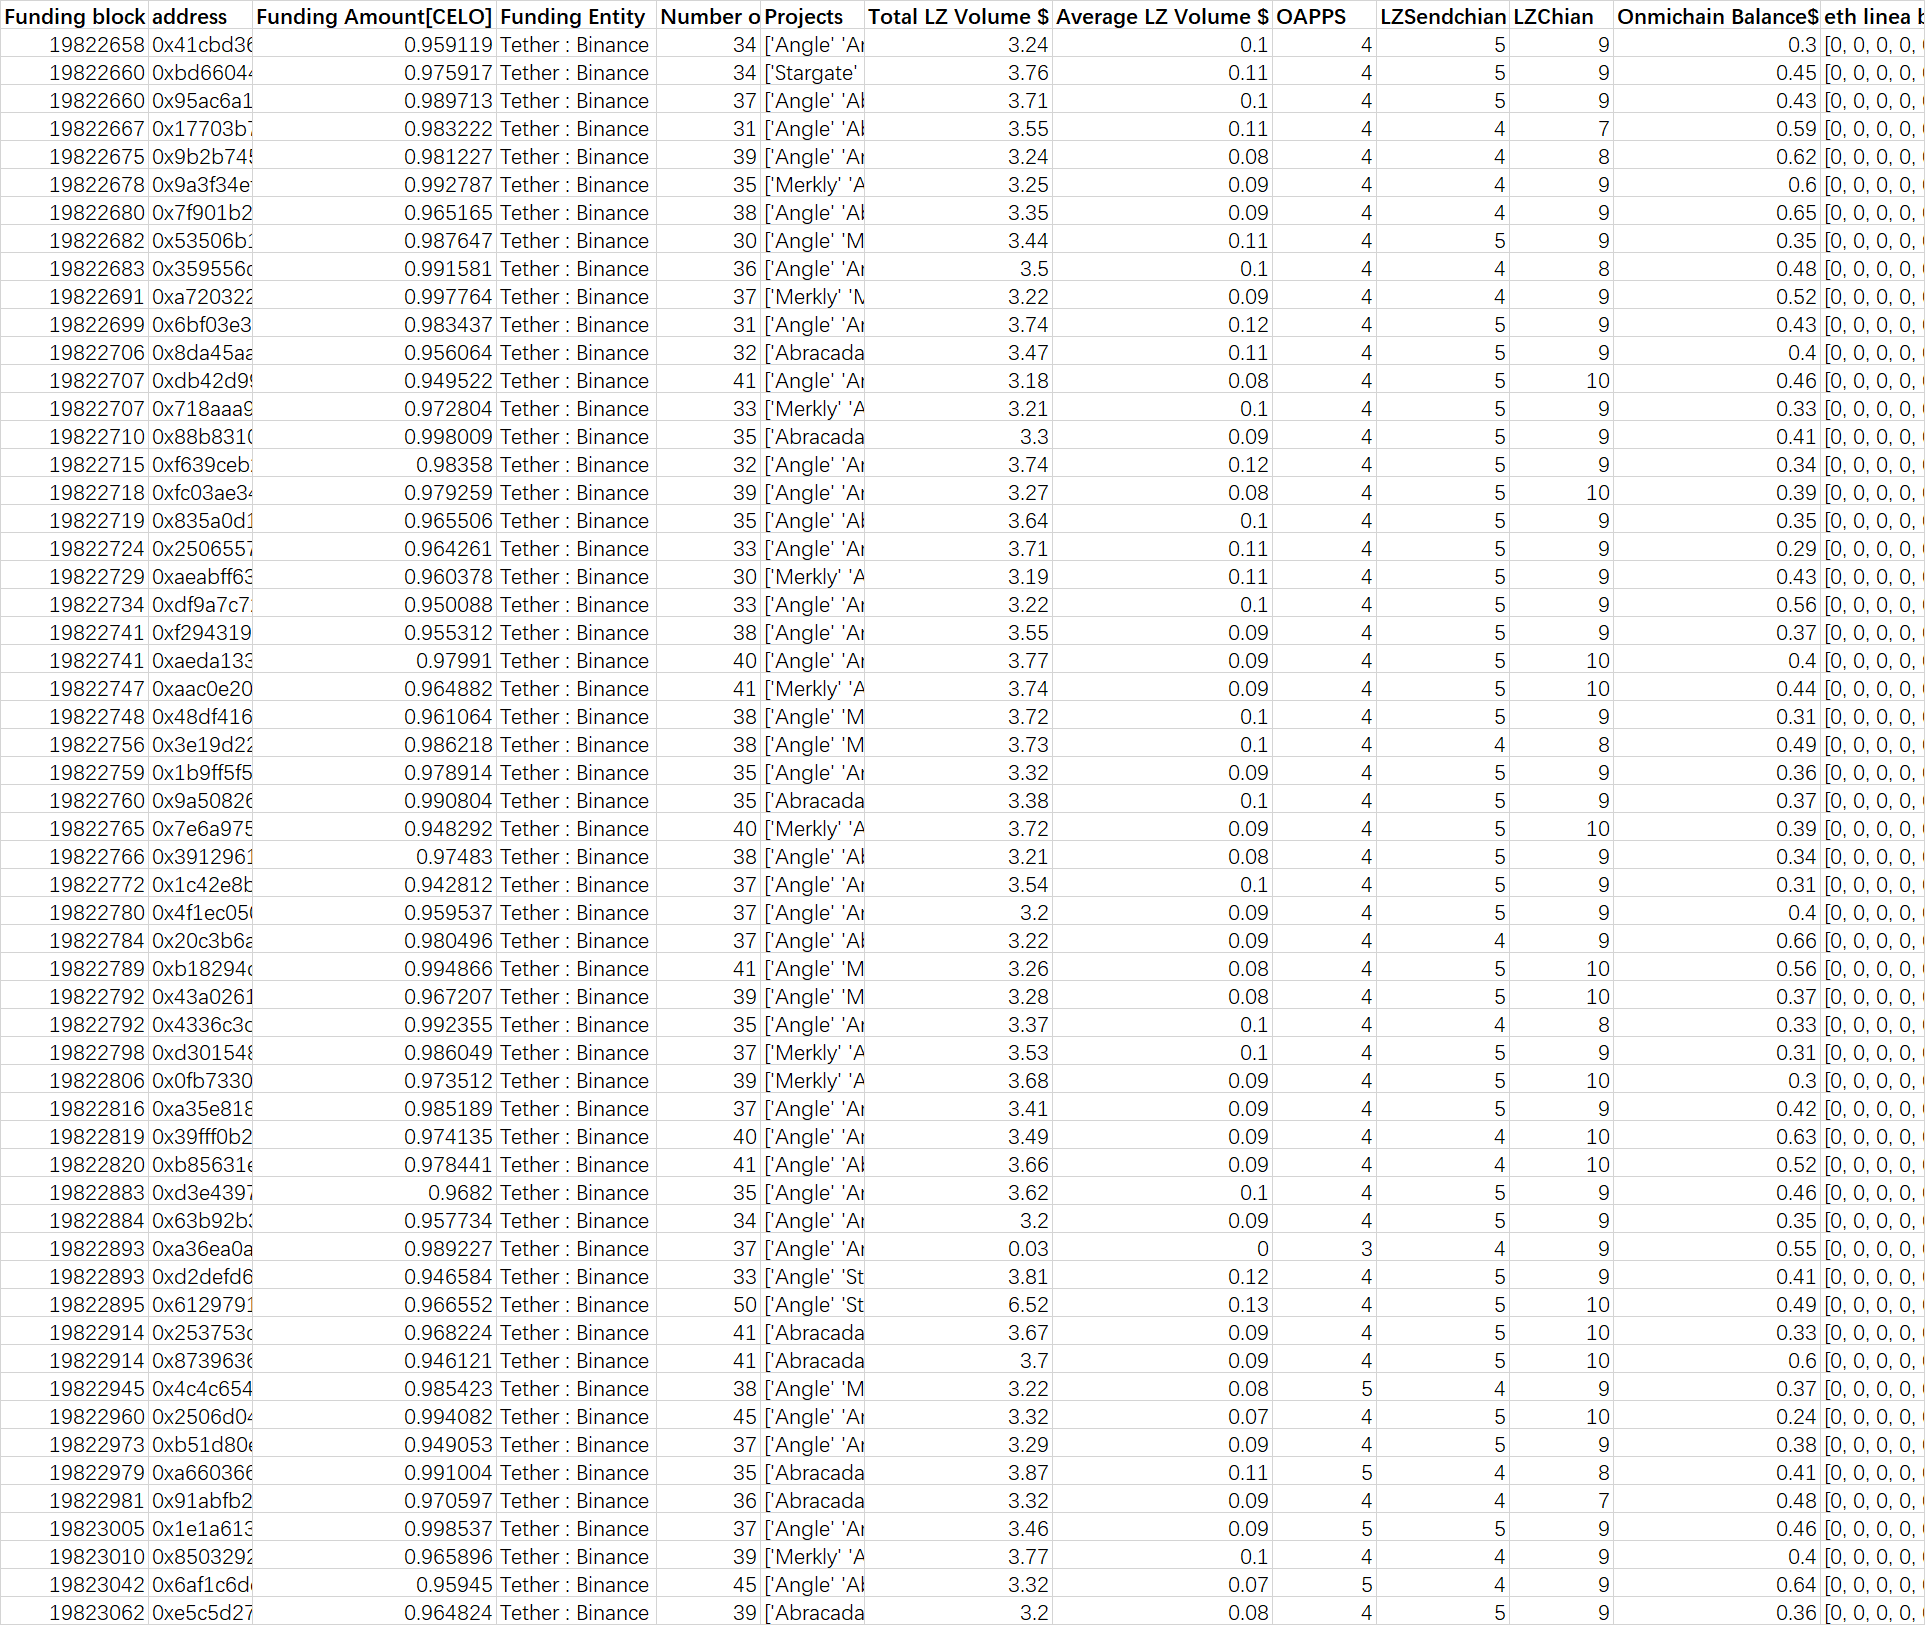 Funding block address Funding Amount[CELO] Funding Entity Number o Projects Total LZ Volume $ Average LZ Volume $ OAPPS LZSendchian LZChian Onmichain Balance$ eth linea b
19822658 0x41cbd36 0.959119 Tether : Binance 34 ['Angle' 'Ar 3.24 0.1 4 5 9 0.3 [0, 0, 0, 0,
19822660 0xbd66044 0.975917 Tether : Binance 34 ['Stargate' 3.76 0.11 4 5 9 0.45 [0, 0, 0, 0,
19822660 0x95ac6a1 0.989713 Tether : Binance 37 ['Angle' 'Ab 3.71 0.1 4 5 9 0.43 [0, 0, 0, 0,
19822667 0x17703b7 0.983222 Tether : Binance 31 ['Angle' 'Ab 3.55 0.11 4 4 7 0.59 [0, 0, 0, 0,
19822675 0x9b2b745 0.981227 Tether : Binance 39 ['Angle' 'Ar 3.24 0.08 4 4 8 0.62 [0, 0, 0, 0,
19822678 0x9a3f34e 0.992787 Tether : Binance 35 ['Merkly' 'A 3.25 0.09 4 4 9 0.6 [0, 0, 0, 0,
19822680 0x7f901b2 0.965165 Tether : Binance 38 ['Angle' 'Ab 3.35 0.09 4 4 9 0.65 [0, 0, 0, 0,
19822682 0x53506b1 0.987647 Tether : Binance 30 ['Angle' 'M 3.44 0.11 4 5 9 0.35 [0, 0, 0, 0,
19822683 0x359556c 0.991581 Tether : Binance 36 ['Angle' 'Ar 3.5 0.1 4 4 8 0.48 [0, 0, 0, 0,
19822691 0xa720322 0.997764 Tether : Binance 37 ['Merkly' 'M 3.22 0.09 4 4 9 0.52 [0, 0, 0, 0,
19822699 0x6bf03e3 0.983437 Tether : Binance 31 ['Angle' 'Ar 3.74 0.12 4 5 9 0.43 [0, 0, 0, 0,
19822706 0x8da45aa 0.956064 Tether : Binance 32 ['Abracada 3.47 0.11 4 5 9 0.4 [0, 0, 0, 0,
19822707 0xdb42d99 0.949522 Tether : Binance 41 ['Angle' 'Ar 3.18 0.08 4 5 10 0.46 [0, 0, 0, 0,
19822707 0x718aaa9 0.972804 Tether : Binance 33 ['Merkly' 'A 3.21 0.1 4 5 9 0.33 [0, 0, 0, 0,
19822710 0x88b8310 0.998009 Tether : Binance 35 ['Abracada 3.3 0.09 4 5 9 0.41 [0, 0, 0, 0,
19822715 0xf639ceb 0.98358 Tether : Binance 32 ['Angle' 'Ar 3.74 0.12 4 5 9 0.34 [0, 0, 0, 0,
19822718 0xfc03ae34 0.979259 Tether : Binance 39 ['Angle' 'Ar 3.27 0.08 4 5 10 0.39 [0, 0, 0, 0,
19822719 0x835a0d1 0.965506 Tether : Binance 35 ['Angle' 'Ab 3.64 0.1 4 5 9 0.35 [0, 0, 0, 0,
19822724 0x2506557 0.964261 Tether : Binance 33 ['Angle' 'Ar 3.71 0.11 4 5 9 0.29 [0, 0, 0, 0,
19822729 0xaeabff63 0.960378 Tether : Binance 30 ['Merkly' 'A 3.19 0.11 4 5 9 0.43 [0, 0, 0, 0,
19822734 0xdf9a7c7 0.950088 Tether : Binance 33 ['Angle' 'Ar 3.22 0.1 4 5 9 0.56 [0, 0, 0, 0,
19822741 0xf294319 0.955312 Tether : Binance 38 ['Angle' 'Ar 3.55 0.09 4 5 9 0.37 [0, 0, 0, 0,
19822741 0xaeda133 0.97991 Tether : Binance 40 ['Angle' 'Ar 3.77 0.09 4 5 10 0.4 [0, 0, 0, 0,
19822747 0xaac0e20 0.964882 Tether : Binance 41 ['Merkly' 'A 3.74 0.09 4 5 10 0.44 [0, 0, 0, 0,
19822748 0x48df416 0.961064 Tether : Binance 38 ['Angle' 'M 3.72 0.1 4 5 9 0.31 [0, 0, 0, 0,
19822756 0x3e19d22 0.986218 Tether : Binance 38 ['Angle' 'M 3.73 0.1 4 4 8 0.49 [0, 0, 0, 0,
19822759 0x1b9ff5f5 0.978914 Tether : Binance 35 ['Angle' 'Ar 3.32 0.09 4 5 9 0.36 [0, 0, 0, 0,
19822760 0x9a50826 0.990804 Tether : Binance 35 ['Abracada 3.38 0.1 4 5 9 0.37 [0, 0, 0, 0,
19822765 0x7e6a975 0.948292 Tether : Binance 40 ['Merkly' 'A 3.72 0.09 4 5 10 0.39 [0, 0, 0, 0,
19822766 0x3912961 0.97483 Tether : Binance 38 ['Angle' 'Ab 3.21 0.08 4 5 9 0.34 [0, 0, 0, 0,
19822772 0x1c42e8b 0.942812 Tether : Binance 37 ['Angle' 'Ar 3.54 0.1 4 5 9 0.31 [0, 0, 0, 0,
19822780 0x4f1ec050 0.959537 Tether : Binance 37 ['Angle' 'Ar 3.2 0.09 4 5 9 0.4 [0, 0, 0, 0,
19822784 0x20c3b6a 0.980496 Tether : Binance 37 ['Angle' 'Ab 3.22 0.09 4 4 9 0.66 [0, 0, 0, 0,
19822789 0xb18294c 0.994866 Tether : Binance 41 ['Angle' 'M 3.26 0.08 4 5 10 0.56 [0, 0, 0, 0,
19822792 0x43a0261 0.967207 Tether : Binance 39 ['Angle' 'M 3.28 0.08 4 5 10 0.37 [0, 0, 0, 0,
19822792 0x4336c3c 0.992355 Tether : Binance 35 ['Angle' 'Ar 3.37 0.1 4 4 8 0.33 [0, 0, 0, 0,
19822798 0xd301548 0.986049 Tether : Binance 37 ['Merkly' 'A 3.53 0.1 4 5 9 0.31 [0, 0, 0, 0,
19822806 0x0fb7330 0.973512 Tether : Binance 39 ['Merkly' 'A 3.68 0.09 4 5 10 0.3 [0, 0, 0, 0,
19822816 0xa35e818 0.985189 Tether : Binance 37 ['Angle' 'Ar 3.41 0.09 4 5 9 0.42 [0, 0, 0, 0,
19822819 0x39fff0b2 0.974135 Tether : Binance 40 ['Angle' 'Ar 3.49 0.09 4 4 10 0.63 [0, 0, 0, 0,
19822820 0xb85631e 0.978441 Tether : Binance 41 ['Angle' 'Ab 3.66 0.09 4 4 10 0.52 [0, 0, 0, 0,
19822883 0xd3e4397 0.9682 Tether : Binance 35 ['Angle' 'Ar 3.62 0.1 4 5 9 0.46 [0, 0, 0, 0,
19822884 0x63b92b3 0.957734 Tether : Binance 34 ['Angle' 'Ar 3.2 0.09 4 5 9 0.35 [0, 0, 0, 0,
19822893 0xa36ea0a 0.989227 Tether : Binance 37 ['Angle' 'Ar 0.03 0 3 4 9 0.55 [0, 0, 0, 0,
19822893 0xd2defd6 0.946584 Tether : Binance 33 ['Angle' 'St 3.81 0.12 4 5 9 0.41 [0, 0, 0, 0,
19822895 0x6129791 0.966552 Tether : Binance 50 ['Angle' 'St 6.52 0.13 4 5 10 0.49 [0, 0, 0, 0,
19822914 0x253753c 0.968224 Tether : Binance 41 ['Abracada 3.67 0.09 4 5 10 0.33 [0, 0, 0, 0,
19822914 0x8739636 0.946121 Tether : Binance 41 ['Abracada 3.7 0.09 4 5 10 0.6 [0, 0, 0, 0,
19822945 0x4c4c654 0.985423 Tether : Binance 38 ['Angle' 'M 3.22 0.08 5 4 9 0.37 [0, 0, 0, 0,
19822960 0x2506d04 0.994082 Tether : Binance 45 ['Angle' 'Ar 3.32 0.07 4 5 10 0.24 [0, 0, 0, 0,
19822973 0xb51d80e 0.949053 Tether : Binance 37 ['Angle' 'Ar 3.29 0.09 4 5 9 0.38 [0, 0, 0, 0,
19822979 0xa660366 0.991004 Tether : Binance 35 ['Abracada 3.87 0.11 5 4 8 0.41 [0, 0, 0, 0,
19822981 0x91abfb2 0.970597 Tether : Binance 36 ['Abracada 3.32 0.09 4 4 7 0.48 [0, 0, 0, 0,
19823005 0x1e1a613 0.998537 Tether : Binance 37 ['Angle' 'Ar 3.46 0.09 5 5 9 0.46 [0, 0, 0, 0,
19823010 0x8503292 0.965896 Tether : Binance 39 ['Merkly' 'A 3.77 0.1 4 4 9 0.4 [0, 0, 0, 0,
19823042 0x6af1c6d 0.95945 Tether : Binance 45 ['Angle' 'Ab 3.32 0.07 5 4 9 0.64 [0, 0, 0, 0,
19823062 0xe5c5d27 0.964824 Tether : Binance 39 ['Abracada 3.2 0.08 4 5 9 0.36 [0, 0, 0, 0,